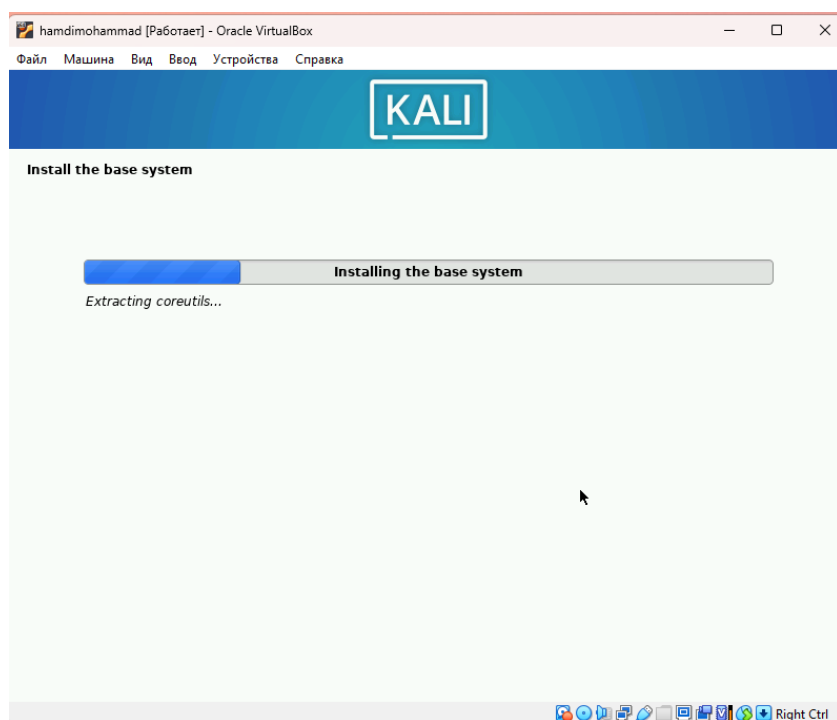 hamdimohammad [Работает] - Oracle VirtualBox
Файл Машина Вид Ввод Устройства Справка
KALI
Install the base system
Installing the base system
Extracting coreutils...
Right Ctrl